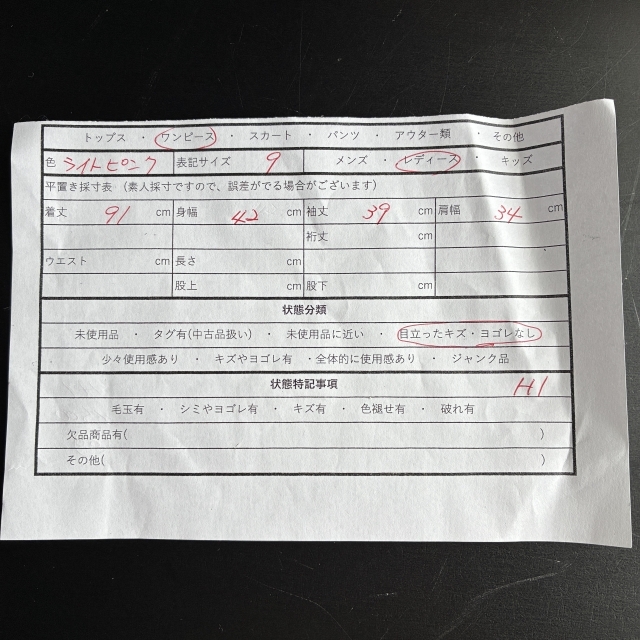 トップス ・ ワンピース ・ スカート ・ パンツ ・ アウター類 ・ その他
色 ライトピンク 表記サイズ 9 メンズ ・ レディース ・ キッズ
平置き採寸表 (素人採寸ですので、誤差がでる場合がございます)
着丈 91 cm 身幅 42 cm 袖丈 39 cm 肩幅 34 cm
裄丈 cm
ウエスト cm 長さ cm
股上 cm 股下 cm
状態分類
未使用品 ・ タグ有(中古品扱い) ・ 未使用品に近い ・ 目立ったキズ・ヨゴレなし
少々使用感あり ・ キズやヨゴレ有 ・全体的に使用感あり ・ ジャンク品
状態特記事項 H1
毛玉有 ・ シミやヨゴレ有 ・ キズ有 ・ 色褪せ有 ・ 破れ有
欠品商品有( )
その他( )